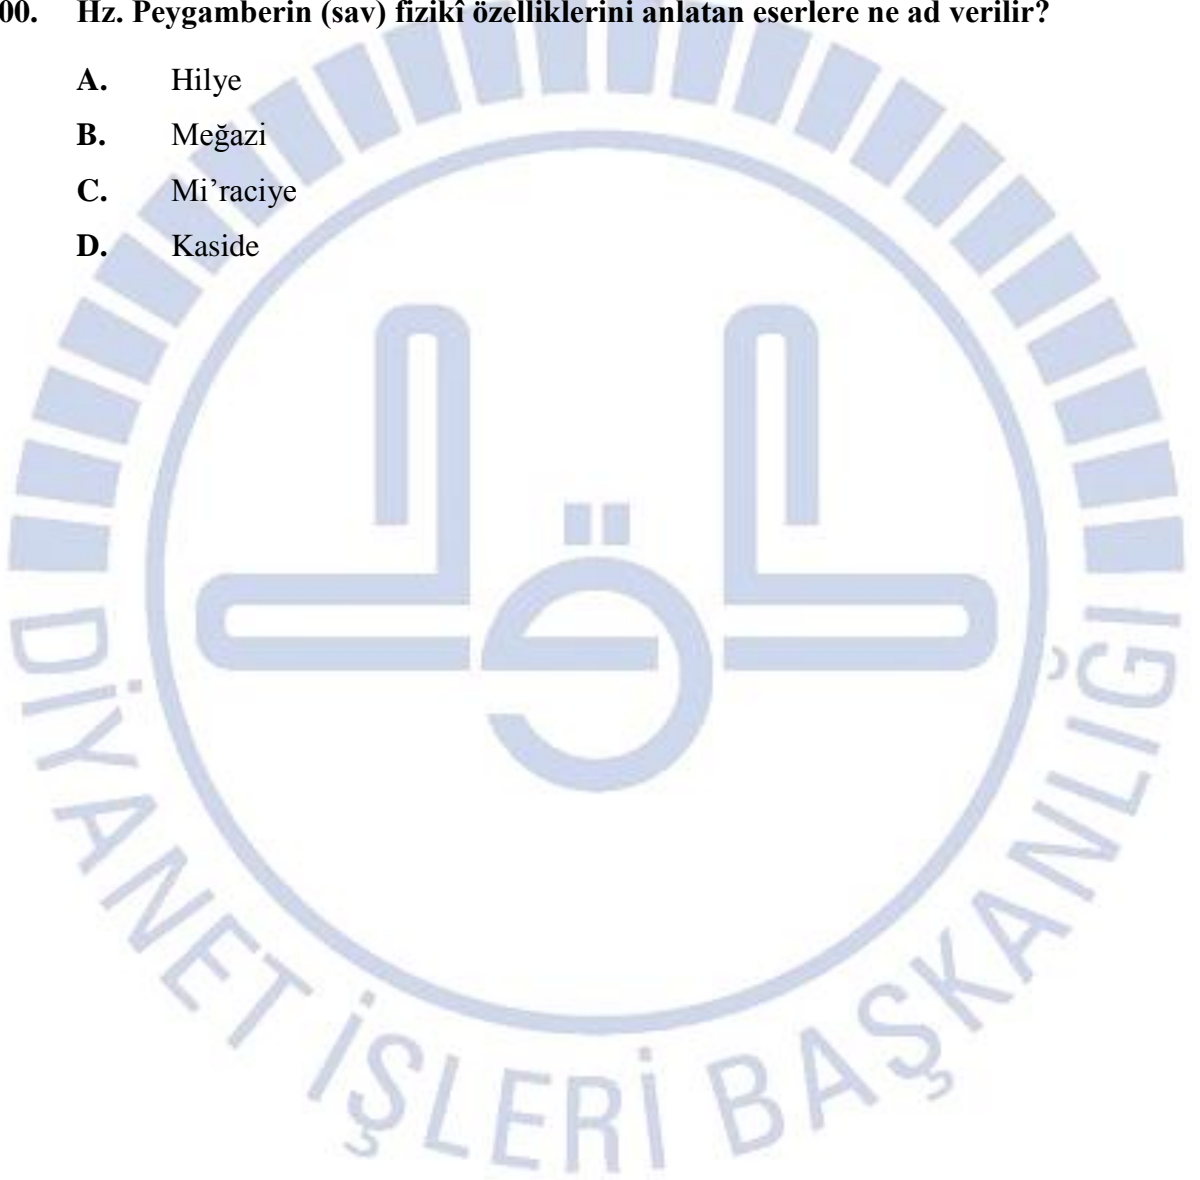 00. Hz. Peygamberin (sav) fizikî özelliklerini anlatan eserlere ne ad verilir?
A. Hilye
B. Meğazi
C. Mi’raciye
D. Kaside
DİYANET İŞLERİ BAŞKANLIĞI